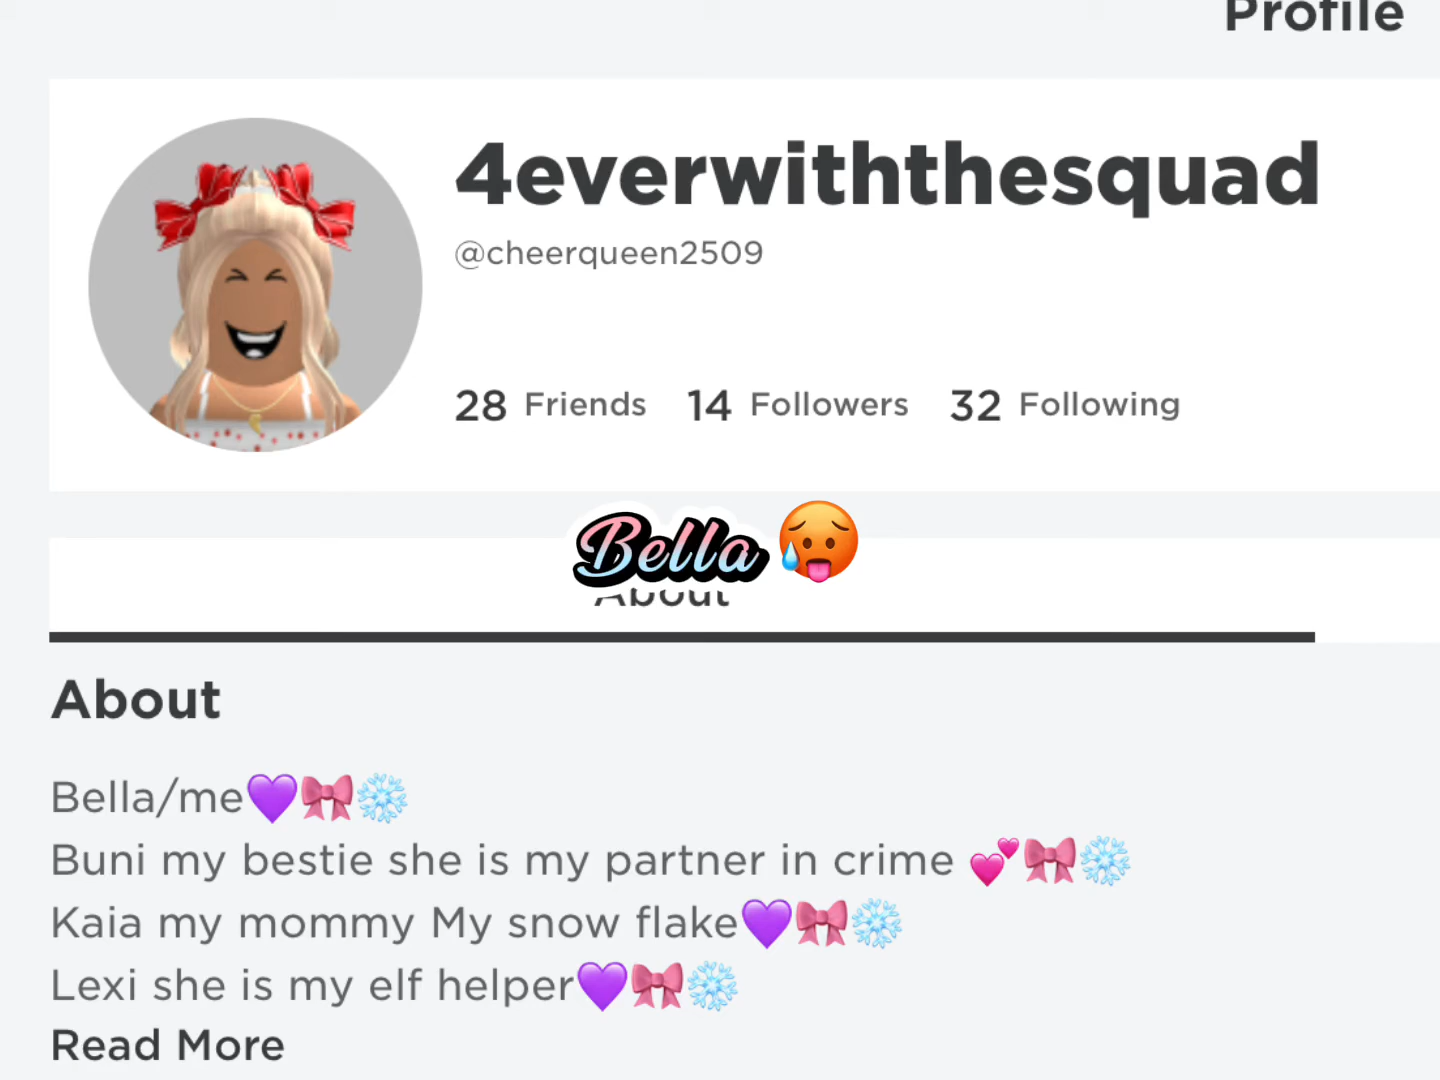 Profile
4everwiththesquad
@cheerqueen2509
28 Friends 14 Followers 32 Following
Bella🥵
About
About
Bella/me💜🎀❄️
Buni my bestie she is my partner in crime 💕🎀❄️
Kaia my mommy My snow flake💜🎀❄️
Lexi she is my elf helper💜🎀❄️
Read More